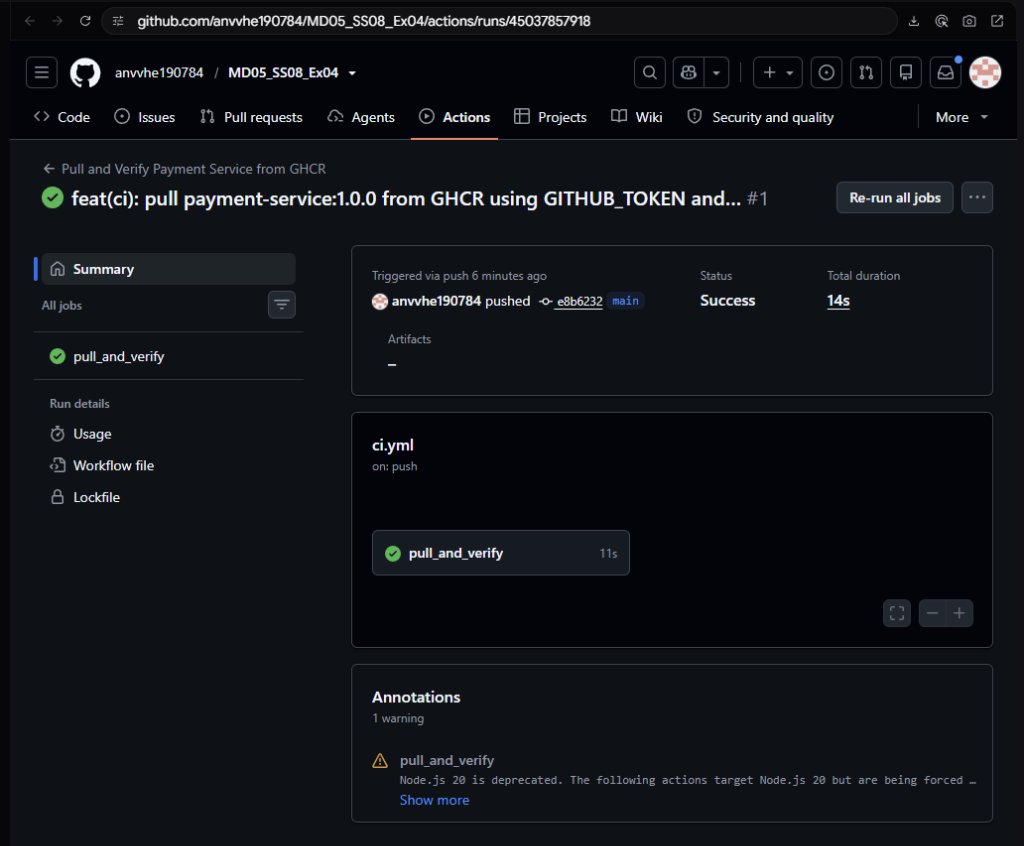 github.com/anvvhe190784/MD05_SS08_Ex04/actions/runs/45037857918
anvvhe190784 / MD05_SS08_Ex04
Code Issues Pull requests Agents Actions Projects Wiki Security and quality More
Pull and Verify Payment Service from GHCR
feat(ci): pull payment-service:1.0.0 from GHCR using GITHUB_TOKEN and... #1
Re-run all jobs
Summary
All jobs
pull_and_verify
Run details
Usage
Workflow file
Lockfile
Triggered via push 6 minutes ago
anvvhe190784 pushed e8b6232 main
Status
Success
Total duration
14s
Artifacts
–
ci.yml
on: push
pull_and_verify 11s
Annotations
1 warning
pull_and_verify
Node.js 20 is deprecated. The following actions target Node.js 20 but are being forced …
Show more